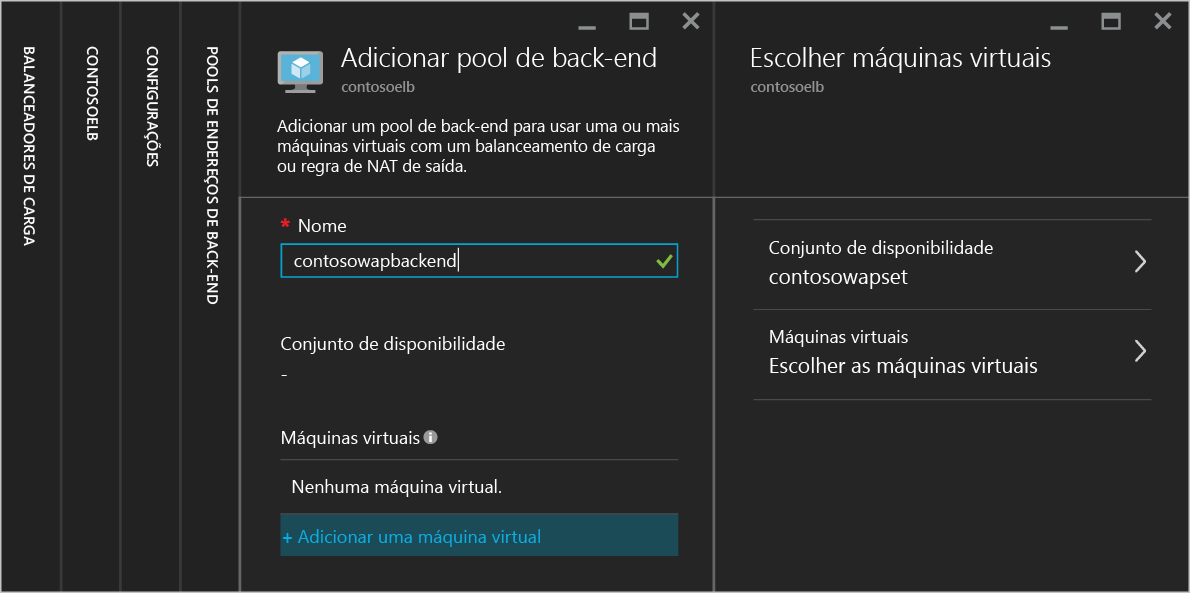 BALANCEADORES DE CARGA
CONTOSOELB
CONFIGURAÇÕES
POOLS DE ENDEREÇOS DE BACK-END
Adicionar pool de back-end
contosoelb
Adicionar um pool de back-end para usar uma ou mais
máquinas virtuais com um balanceamento de carga
ou regra de NAT de saída.
* Nome
contosowapbackend
Conjunto de disponibilidade
-
Máquinas virtuais
Nenhuma máquina virtual.
+ Adicionar uma máquina virtual
Escolher máquinas virtuais
contosoelb
Conjunto de disponibilidade
contosowapset
Máquinas virtuais
Escolher as máquinas virtuais